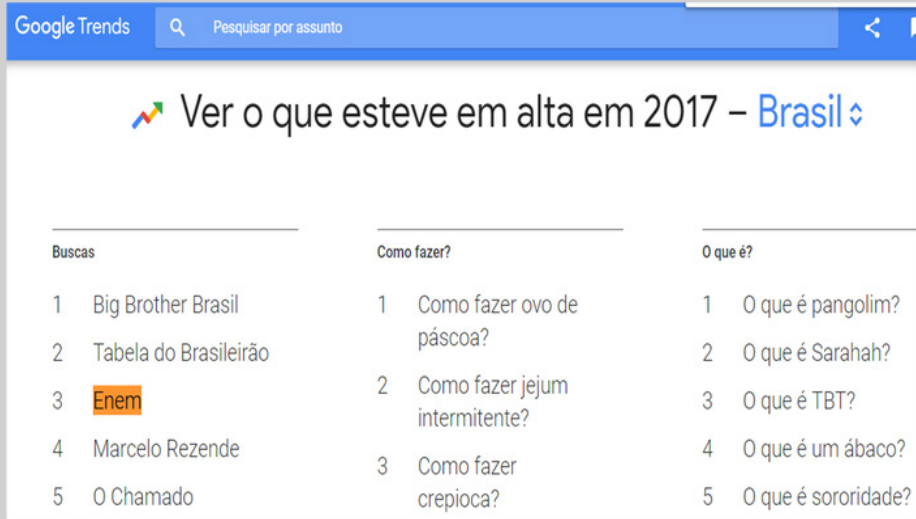 Google Trends
Pesquisar por assunto
Ver o que esteve em alta em 2017 – Brasil
Buscas
1 Big Brother Brasil
2 Tabela do Brasileirão
3 Enem
4 Marcelo Rezende
5 O Chamado
Como fazer?
1 Como fazer ovo de
páscoa?
2 Como fazer jejum
intermitente?
3 Como fazer
crepioca?
O que é?
1 O que é pangolim?
2 O que é Sarahah?
3 O que é TBT?
4 O que é um ábaco?
5 O que é sororidade?